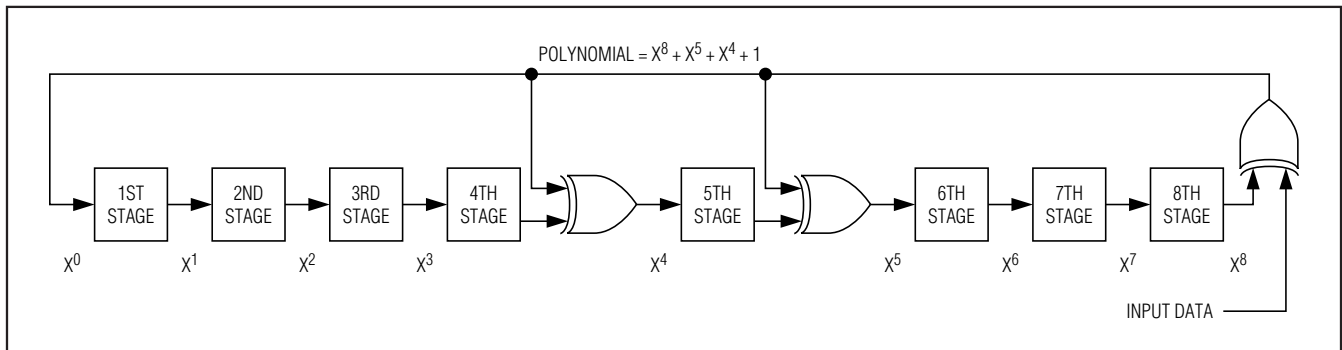 POLYNOMIAL = X⁸ + X⁵ + X⁴ + 1
1ST
STAGE
2ND
STAGE
3RD
STAGE
4TH
STAGE
5TH
STAGE
6TH
STAGE
7TH
STAGE
8TH
STAGE
X⁰
X¹
X²
X³
X⁴
X⁵
X⁶
X⁷
X⁸
INPUT DATA